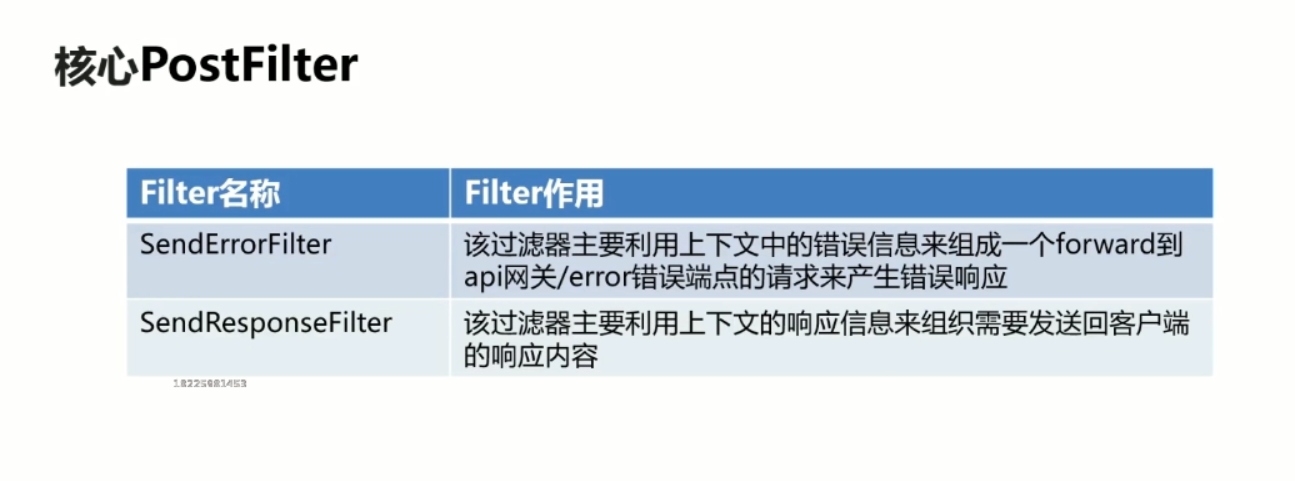 核心PostFilter
Filter名称
Filter作用
SendErrorFilter
该过滤器主要利用上下文中的错误信息来组成一个forward到
api网关/error错误端点的请求来产生错误响应
SendResponseFilter
该过滤器主要利用上下文的响应信息来组织需要发送回客户端
的响应内容